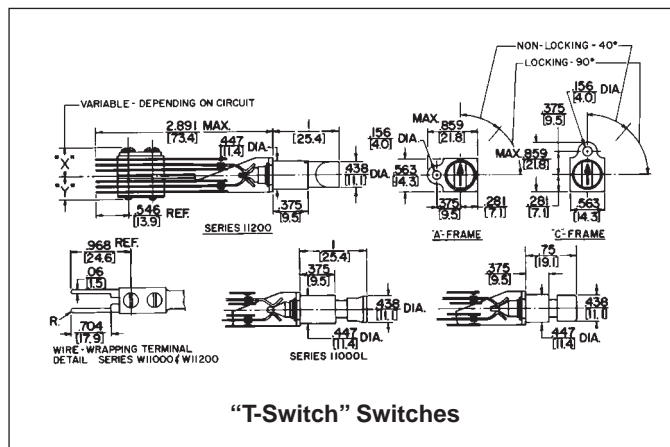 NON-LOCKING - 40°
LOCKING - 90°
.156 DIA.
[4.0]
.375
[9.5]
MAX.
.859
[21.8]
.281
[7.1]
.563
[14.3]
"C"-FRAME
MAX.
.156
[4.0]
DIA.
.859
[21.8]
.563
[14.3]
.375
[9.5]
.281
[7.1]
"A"-FRAME
VARIABLE - DEPENDING ON CIRCUIT
2.891 MAX.
[73.4]
1
[25.4]
.447 DIA.
[11.4]
"X"
"Y"
.438 DIA.
[11.1]
.546 REF.
[13.9]
.375
[9.5]
SERIES 11200
.968 REF.
[24.6]
.06
[1.5]
R.
.704
[17.9]
WIRE-WRAPPING TERMINAL
DETAIL SERIES W11000 & W11200
1
[25.4]
.375
[9.5]
.438 DIA.
[11.1]
.447 DIA.
[11.4]
SERIES 11000L
.75
[19.1]
.375
[9.5]
.438
[11.1]
.447 DIA.
[11.4]
"T-Switch" Switches